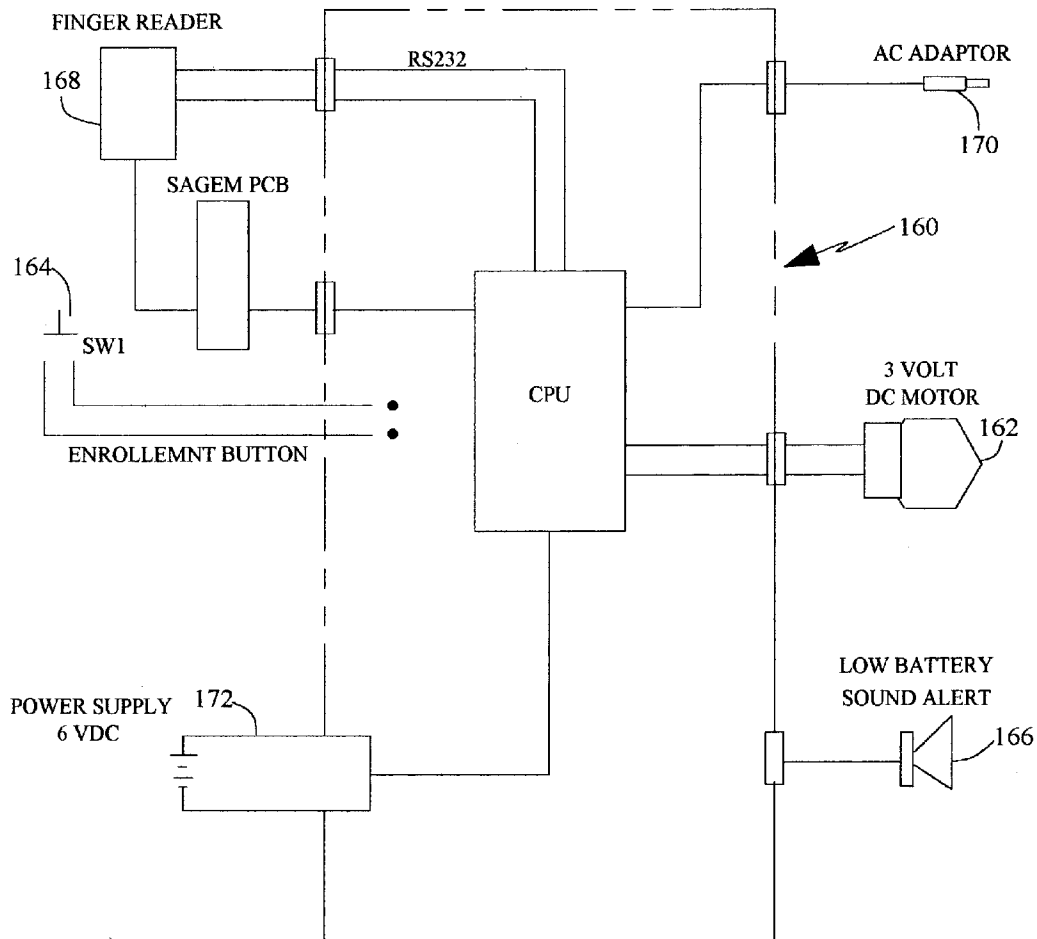 FINGER READER
168
RS232
AC ADAPTOR
170
SAGEM PCB
160
164
SW1
CPU
3 VOLT
DC MOTOR
162
ENROLLEMNT BUTTON
LOW BATTERY
SOUND ALERT
166
POWER SUPPLY
6 VDC
172